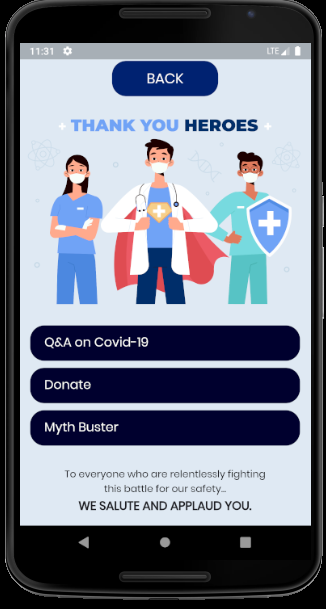 11:31 LTE
BACK
THANK YOU HEROES
Q&A on Covid-19
Donate
Myth Buster
To everyone who are relentlessly fighting
this battle for our safety...
WE SALUTE AND APPLAUD YOU.